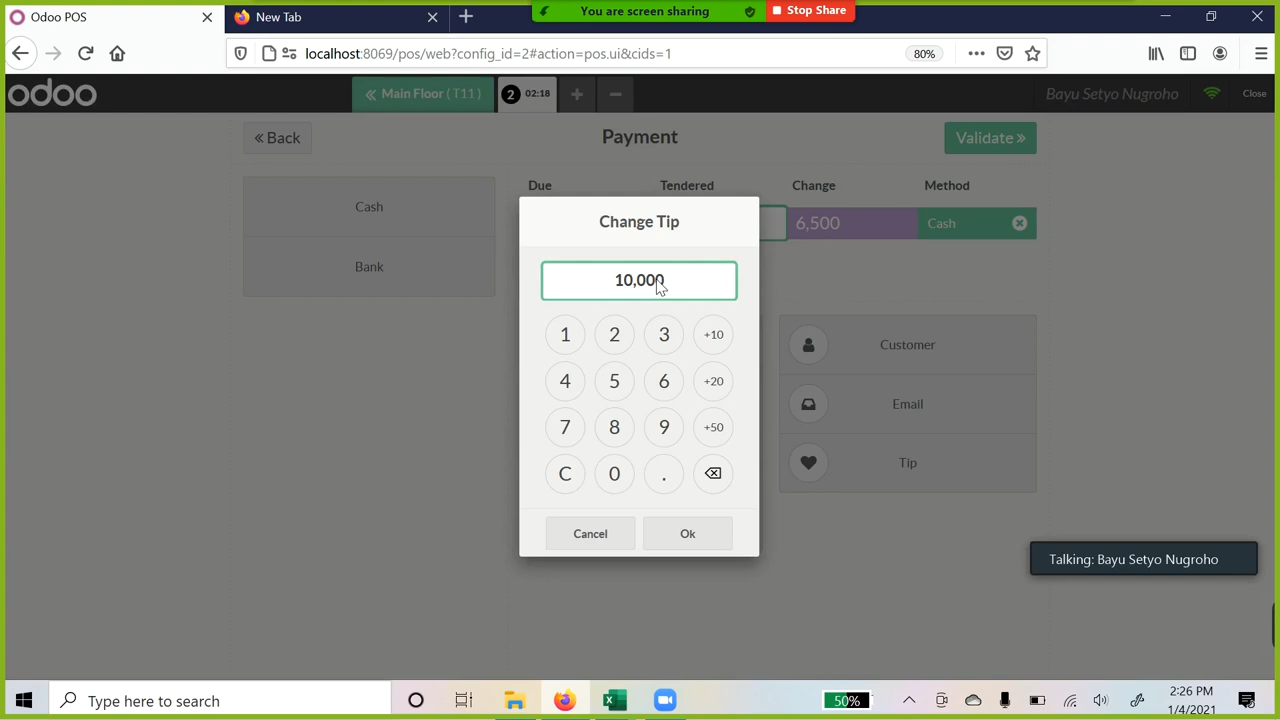 You are screen sharing
Stop Share
Odoo POS
New Tab
localhost:8069/pos/web?config_id=2#action=pos.ui&cids=1
80%
odoo
Main Floor ( T11 )
2 02:18
Bayu Setyo Nugroho
Close
Back
Payment
Validate
Due Tendered Change Method
6,500 Cash
Cash
Bank
Change Tip
10,000
1 2 3 +10
4 5 6 +20
7 8 9 +50
C 0 .
Cancel Ok
Customer
Email
Tip
Talking: Bayu Setyo Nugroho
Type here to search
50%
2:26 PM
1/4/2021